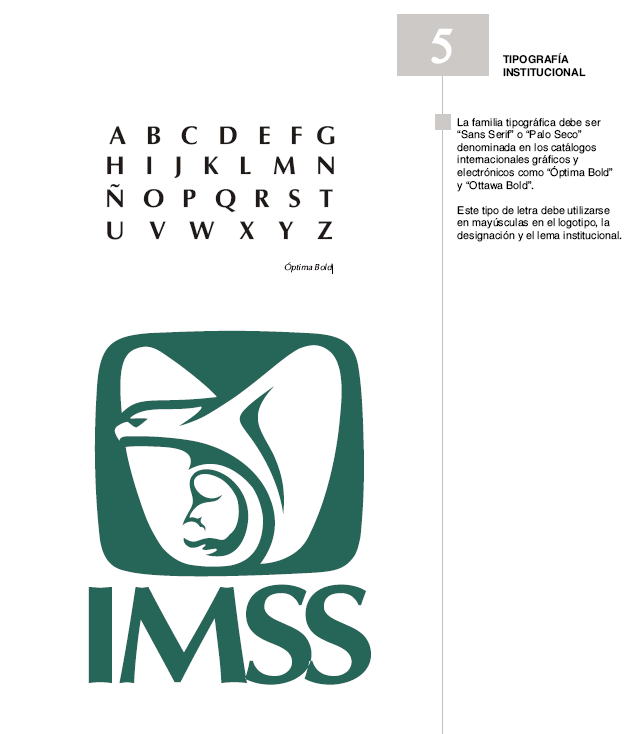 5
TIPOGRAFÍA
INSTITUCIONAL
A B C D E F G
H I J K L M N
Ñ O P Q R S T
U V W X Y Z
Óptima Bold
La familia tipográfica debe ser
“Sans Serif” o “Palo Seco”
denominada en los catálogos
internacionales gráficos y
electrónicos como “Óptima Bold”
y “Ottawa Bold”.
Este tipo de letra debe utilizarse
en mayúsculas en el logotipo, la
designación y el lema institucional.
IMSS